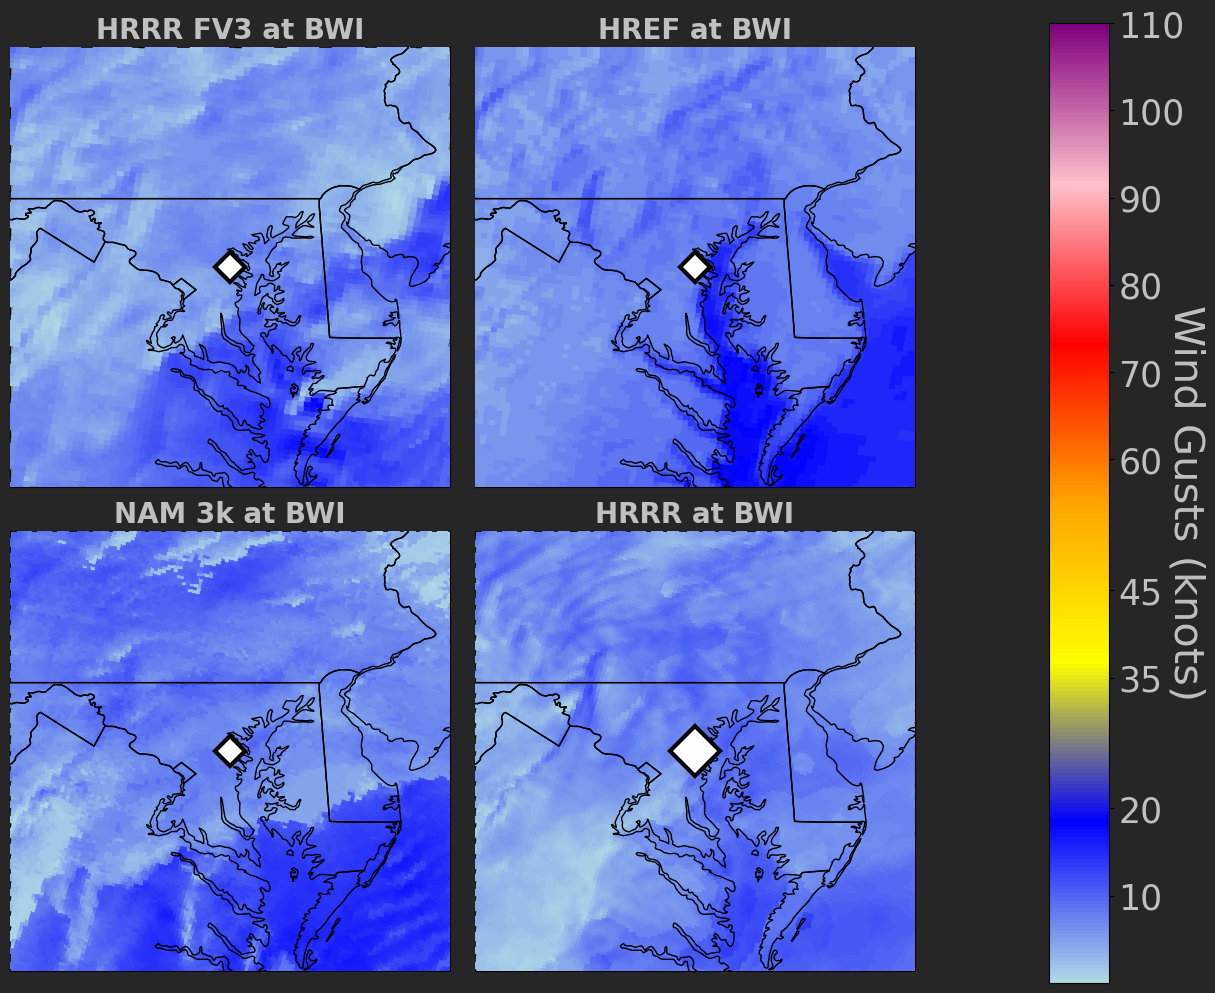 HRRR FV3 at BWI
HREF at BWI
NAM 3k at BWI
HRRR at BWI
110
100
90
80
70
60
45
35
20
10
Wind Gusts (knots)